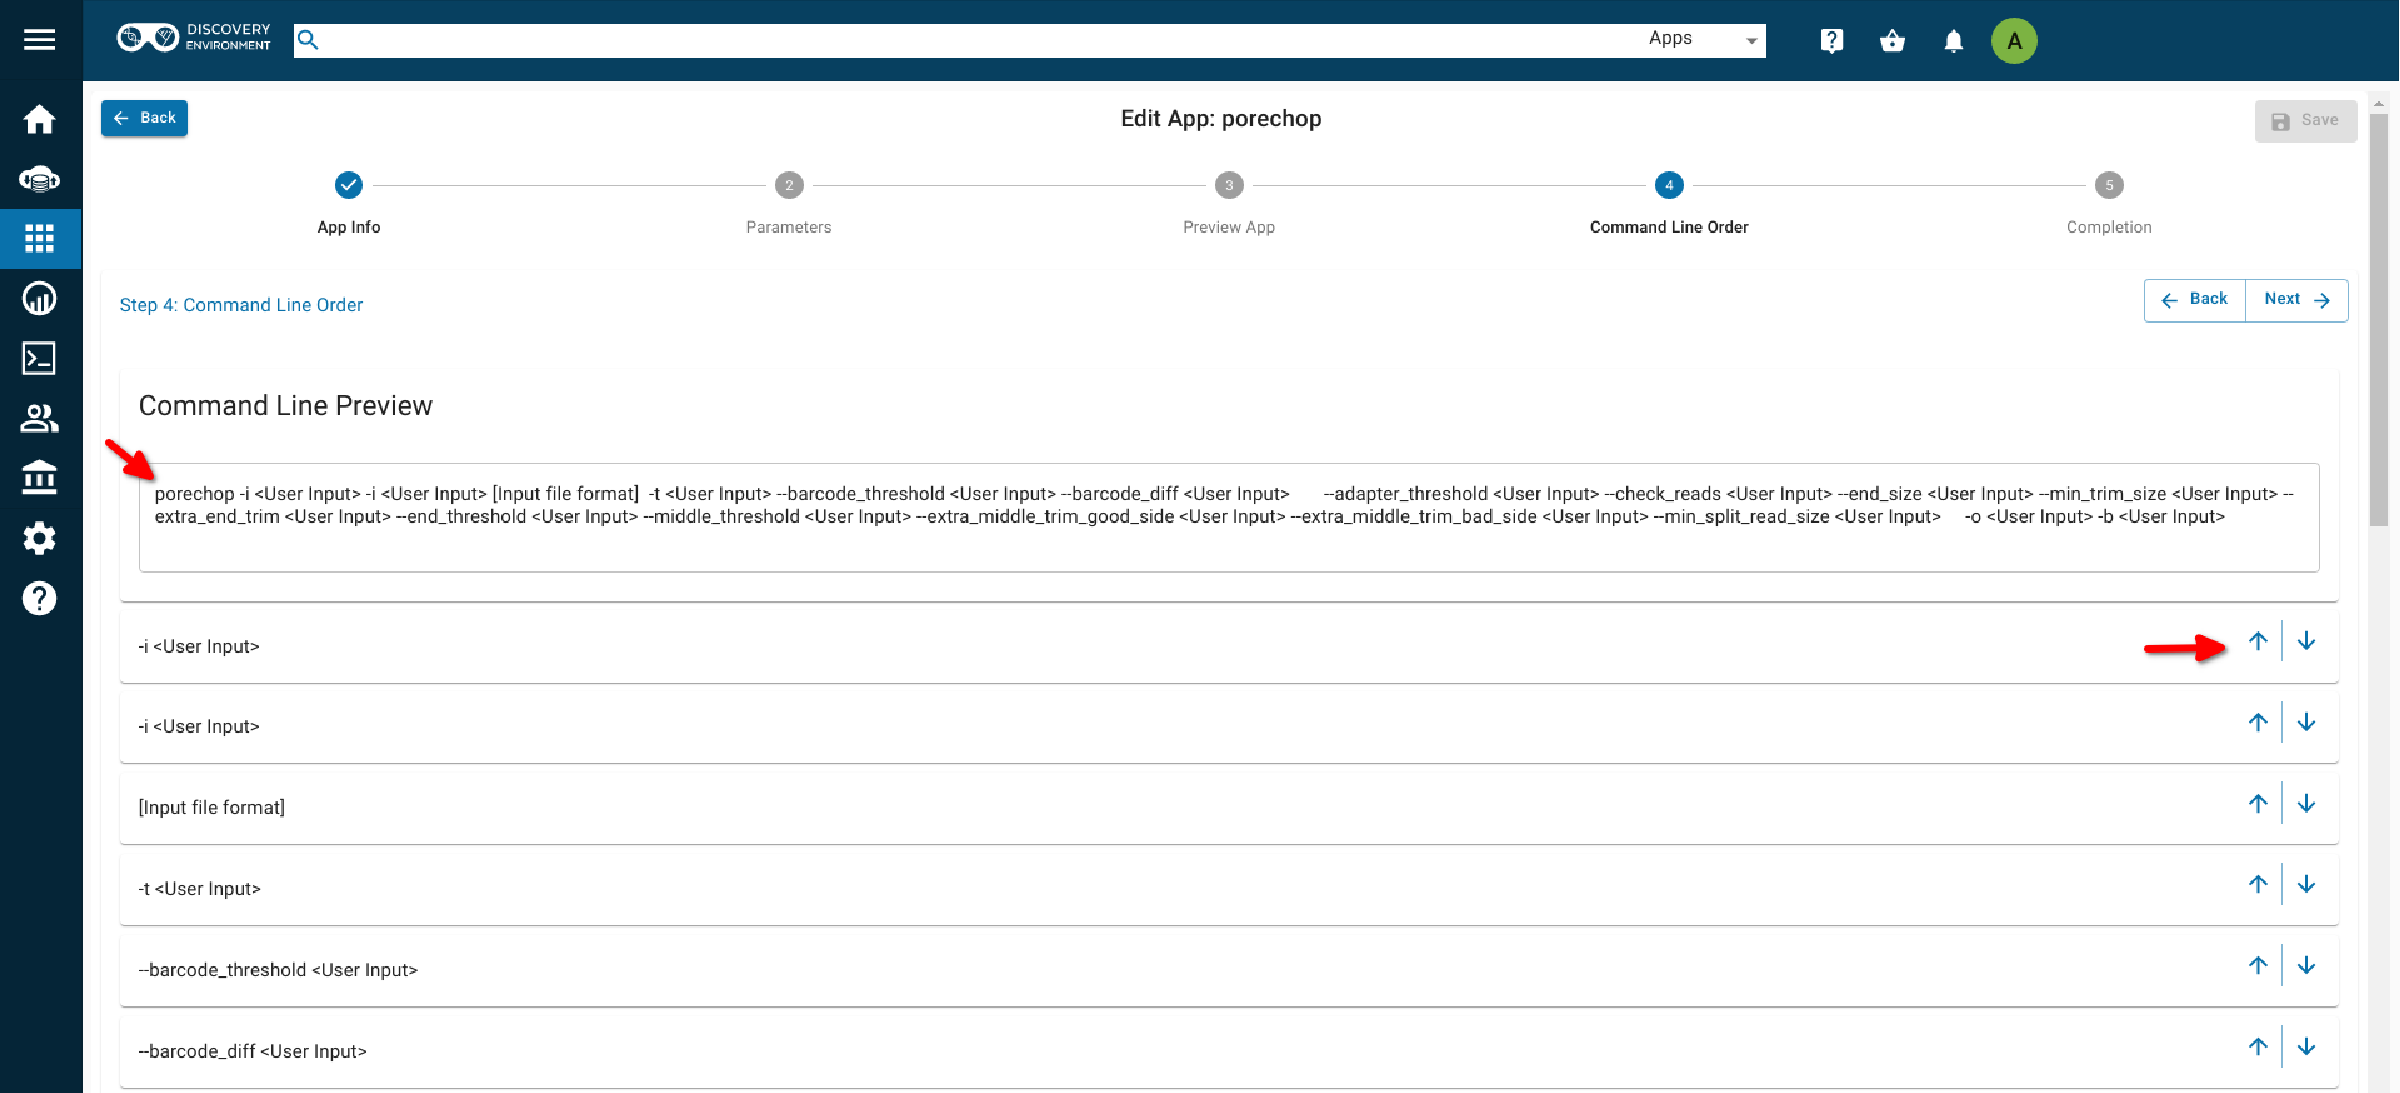 DISCOVERY
ENVIRONMENT
Apps
A
Back
Edit App: porechop
Save
2
3
4
5
App Info
Parameters
Preview App
Command Line Order
Completion
Step 4: Command Line Order
Back
Next
Command Line Preview
porechop -i <User Input> -i <User Input> [Input file format]  -t <User Input> --barcode_threshold <User Input> --barcode_diff <User Input>       --adapter_threshold <User Input> --check_reads <User Input> --end_size <User Input> --min_trim_size <User Input> --
extra_end_trim <User Input> --end_threshold <User Input> --middle_threshold <User Input> --extra_middle_trim_good_side <User Input> --extra_middle_trim_bad_side <User Input> --min_split_read_size <User Input>     -o <User Input> -b <User Input>
-i <User Input>
-i <User Input>
[Input file format]
-t <User Input>
--barcode_threshold <User Input>
--barcode_diff <User Input>